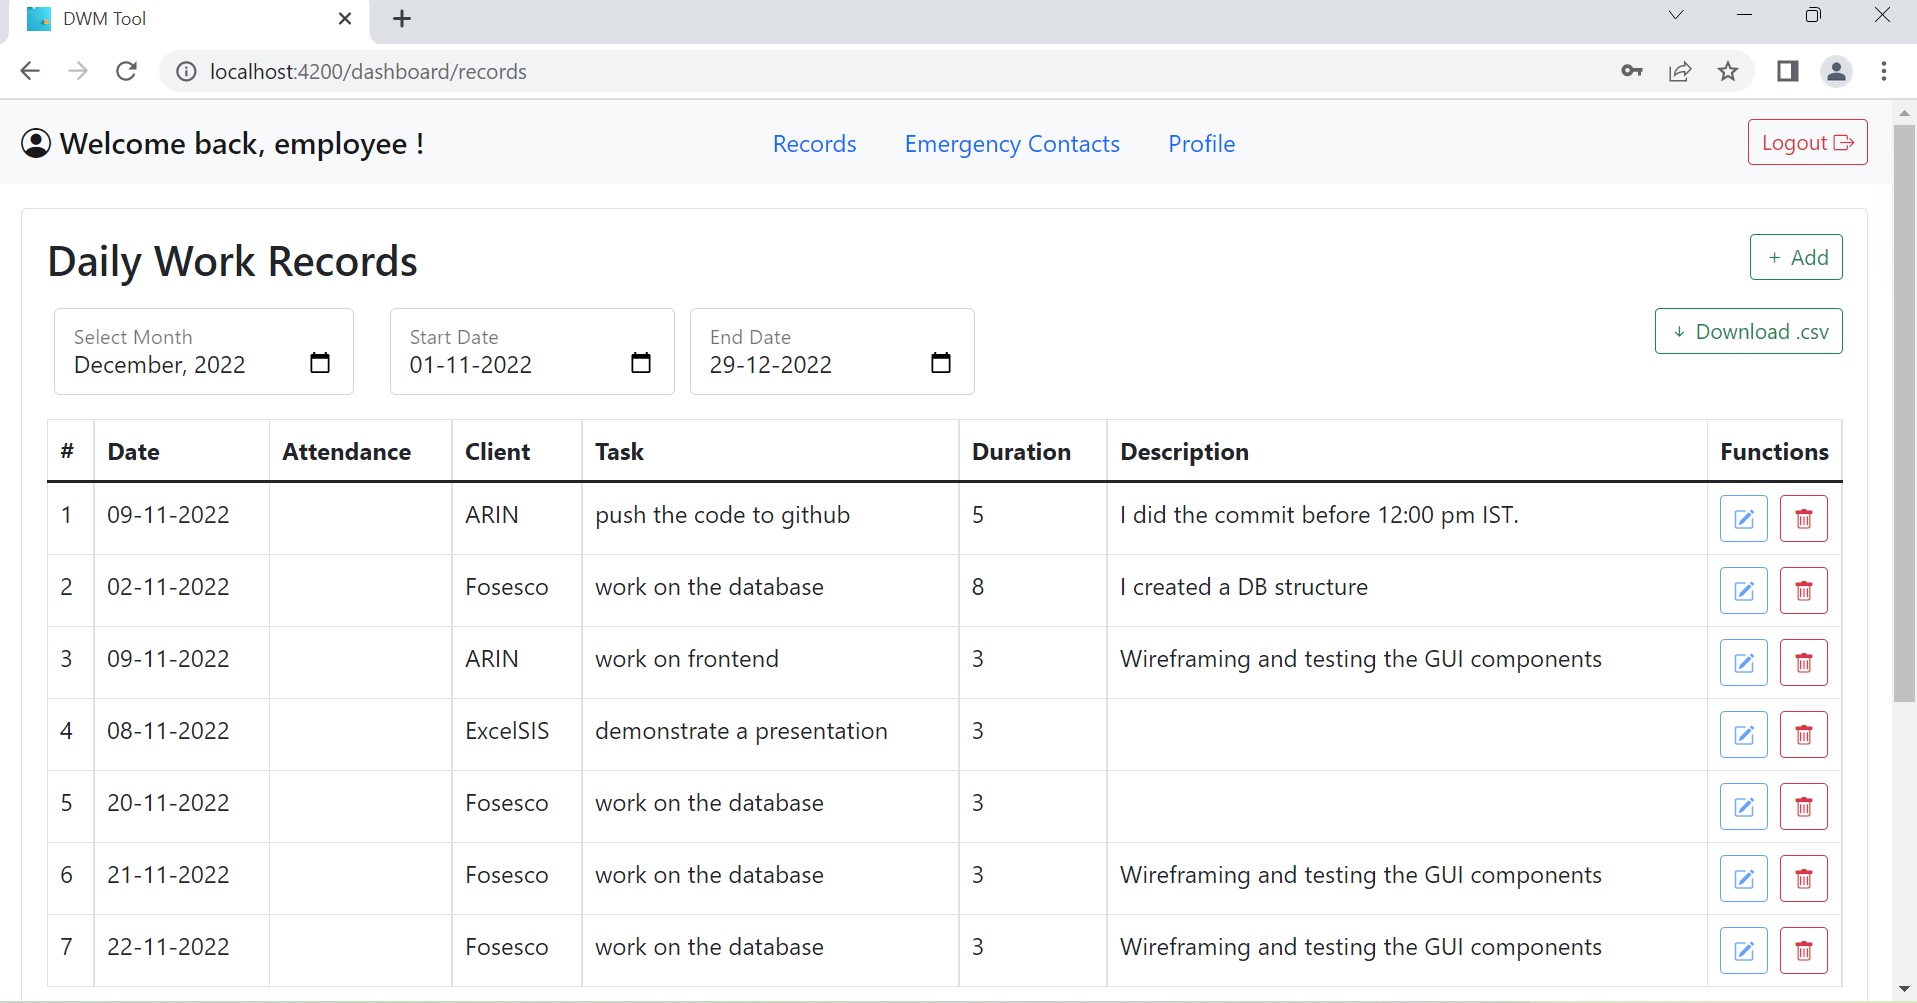 DWM Tool
localhost:4200/dashboard/records
Welcome back, employee !
Records Emergency Contacts Profile
Logout
Daily Work Records
+ Add
Select Month
December, 2022
Start Date
01-11-2022
End Date
29-12-2022
Download .csv
# Date Attendance Client Task Duration Description Functions
1 09-11-2022 ARIN push the code to github 5 I did the commit before 12:00 pm IST.
2 02-11-2022 Fosesco work on the database 8 I created a DB structure
3 09-11-2022 ARIN work on frontend 3 Wireframing and testing the GUI components
4 08-11-2022 ExcelSIS demonstrate a presentation 3
5 20-11-2022 Fosesco work on the database 3
6 21-11-2022 Fosesco work on the database 3 Wireframing and testing the GUI components
7 22-11-2022 Fosesco work on the database 3 Wireframing and testing the GUI components